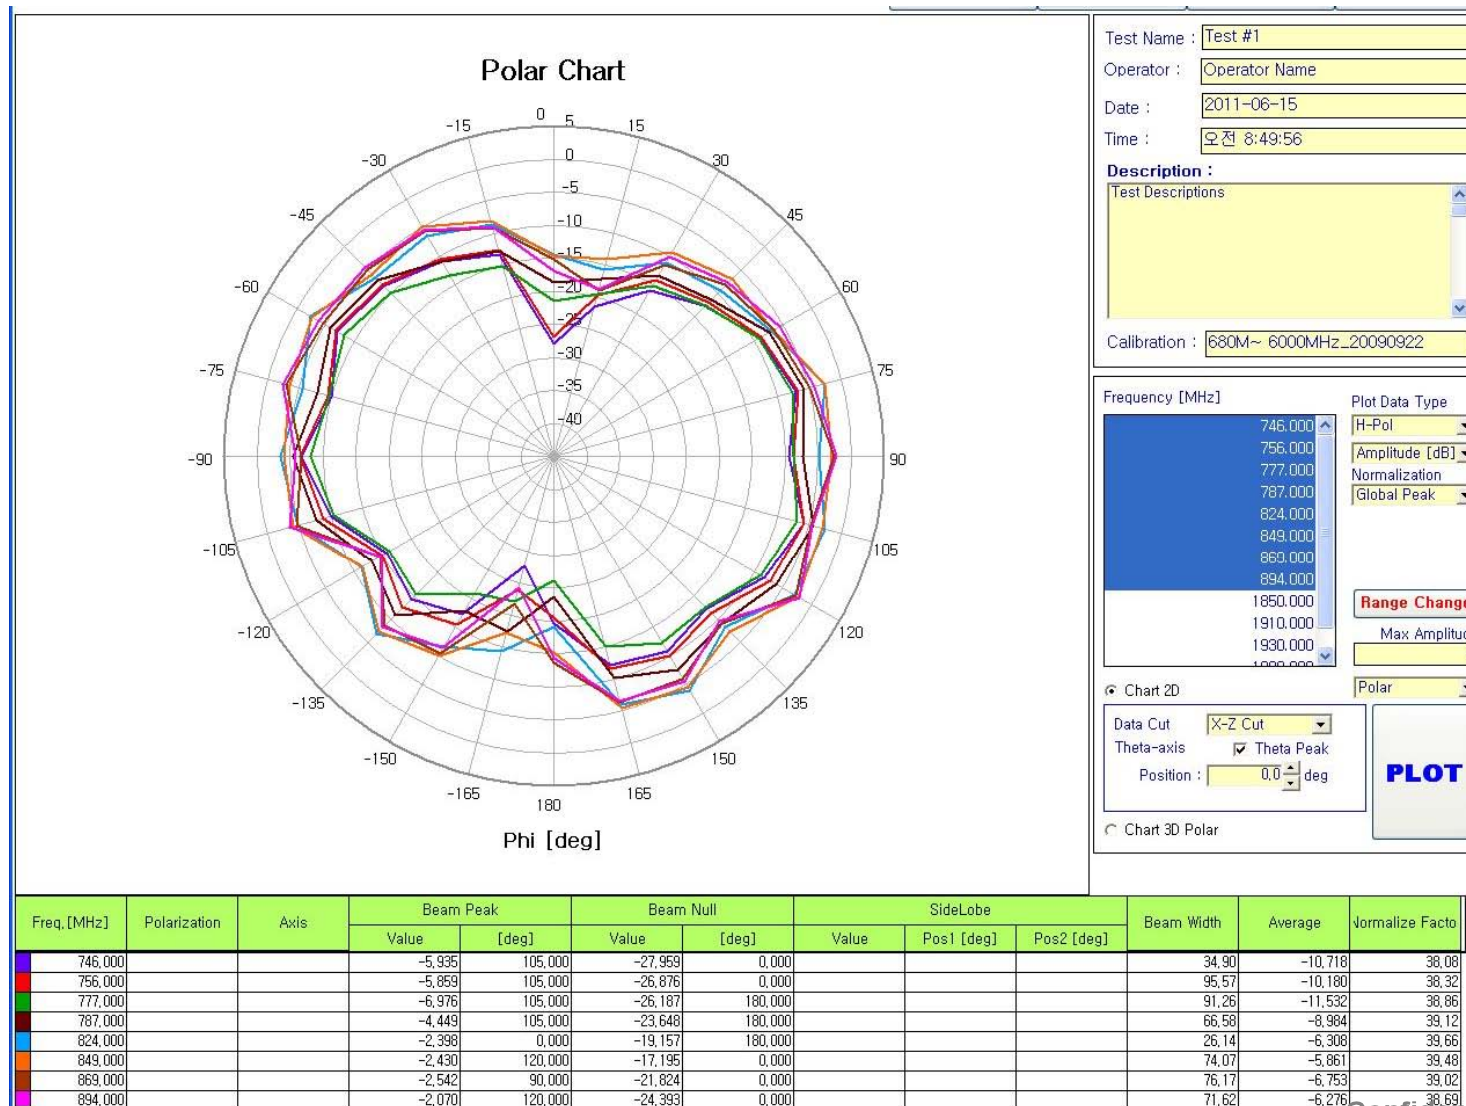 Polar Chart
0
5
0
-5
-10
-15
-20
-25
-30
-35
-40
15
30
45
60
75
90
105
120
135
150
165
180
-165
-150
-135
-120
-105
-90
-75
-60
-45
-30
-15
Phi [deg]
Test Name : Test #1
Operator : Operator Name
Date : 2011-06-15
Time : 오전 8:49:56
Description :
Test Descriptions
Calibration : 680M~ 6000MHz_20090922
Frequency [MHz]
746.000
756.000
777.000
787.000
824.000
849.000
869.000
894.000
1850.000
1910.000
1930.000
Plot Data Type
H-Pol
Amplitude [dB]
Normalization
Global Peak
Range Change
Max Amplitud
Polar
Chart 2D
Data Cut X-Z Cut
Theta-axis Theta Peak
Position : 0,0 deg
PLOT
Chart 3D Polar
Freq,[MHz] Polarization Axis Beam Peak Beam Null SideLobe Beam Width Average Normalize Facto
Value [deg] Value [deg] Value Pos1 [deg] Pos2 [deg]
746,000 -5,935 105,000 -27,959 0,000 34,90 -10,718 38,08
756,000 -5,859 105,000 -26,876 0,000 95,57 -10,180 38,32
777,000 -6,976 105,000 -26,187 180,000 91,26 -11,532 38,86
787,000 -4,449 105,000 -23,648 180,000 66,58 -8,984 39,12
824,000 -2,398 0,000 -19,157 180,000 26,14 -6,308 39,66
849,000 -2,430 120,000 -17,195 0,000 74,07 -5,861 39,48
869,000 -2,542 90,000 -21,824 0,000 76,17 -6,753 39,02
894,000 -2,070 120,000 -24,393 0,000 71,62 -6,276 38,69